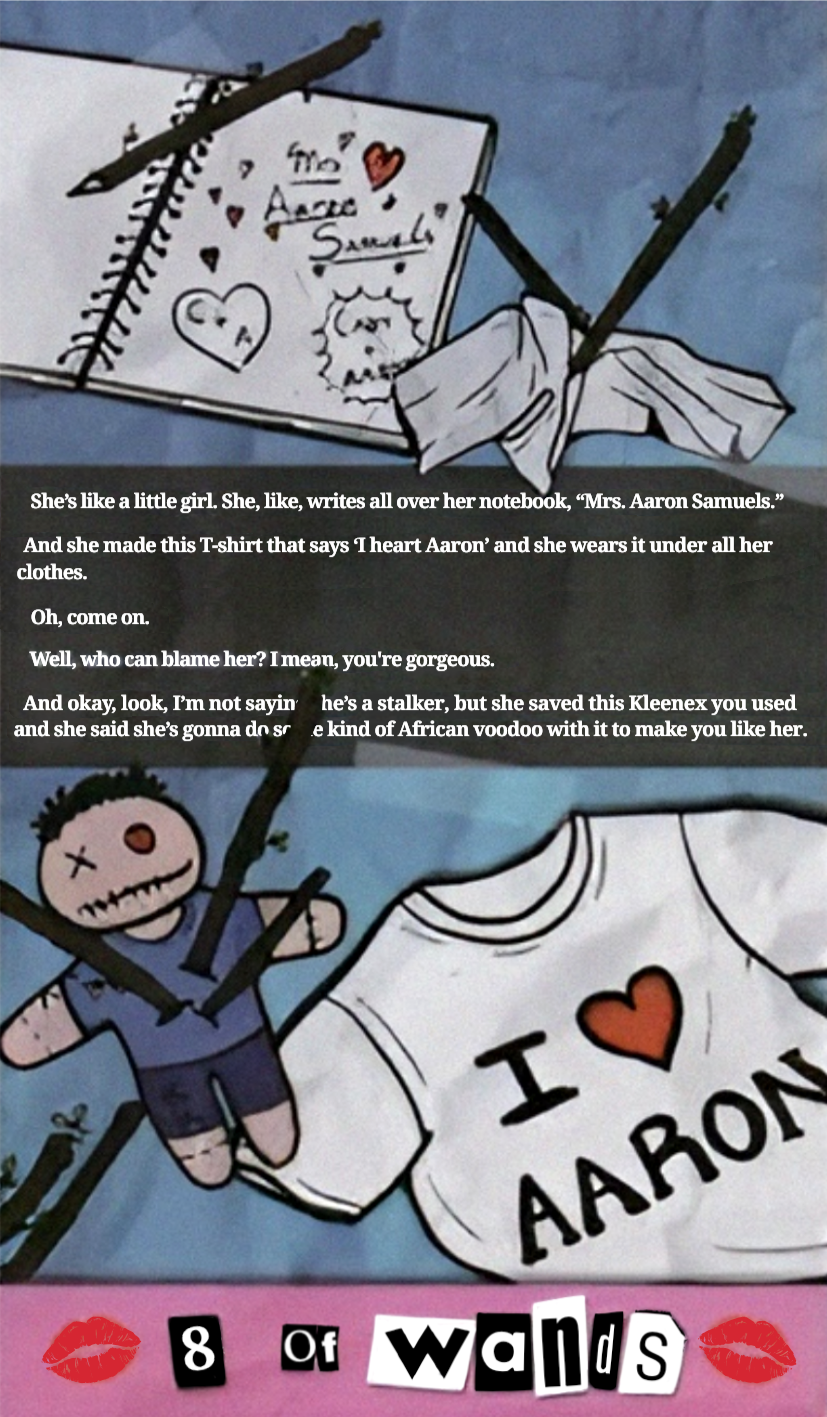 Mrs
Aaron
Samuels
C + A
She’s like a little girl. She, like, writes all over her notebook, “Mrs. Aaron Samuels.”
And she made this T-shirt that says ‘I heart Aaron’ and she wears it under all her
clothes.
Oh, come on.
Well, who can blame her? I mean, you're gorgeous.
And okay, look, I’m not sayin he’s a stalker, but she saved this Kleenex you used
and she said she’s gonna do kind of African voodoo with it to make you like her.
I
AARON
8 Of wands